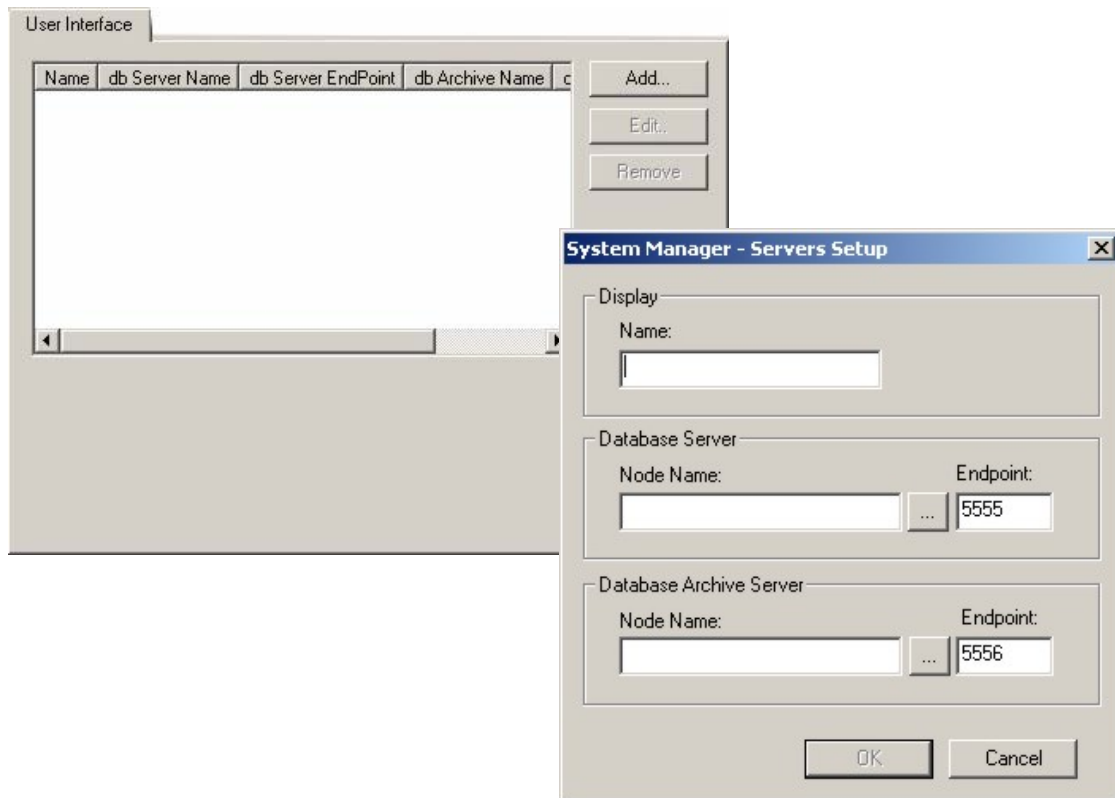 User Interface
Name db Server Name db Server EndPoint db Archive Name
Add...
Edit..
Remove
System Manager - Servers Setup
Display
Name:
Database Server
Node Name: Endpoint:
... 5555
Database Archive Server
Node Name: Endpoint:
... 5556
OK Cancel